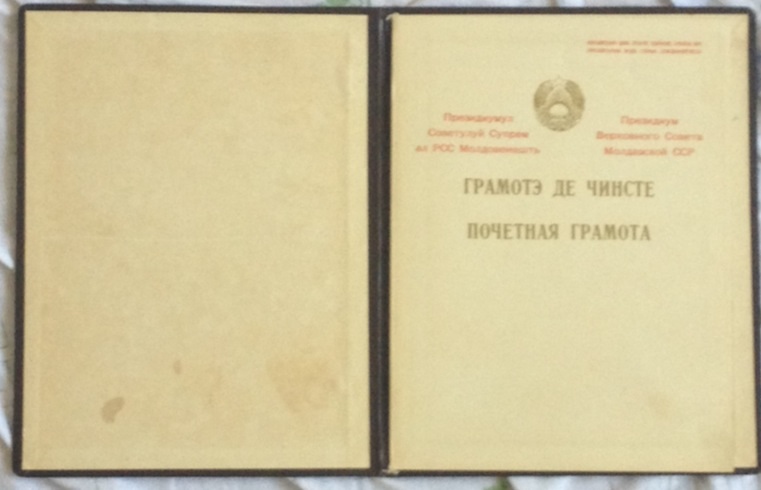 Президиумул
Советулуй Супрем
ал РСС Молдовенешть
Президиум
Верховного Совета
Молдавской ССР
ГРАМОТЭ ДЕ ЧИНСТЕ
ПОЧЕТНАЯ ГРАМОТА